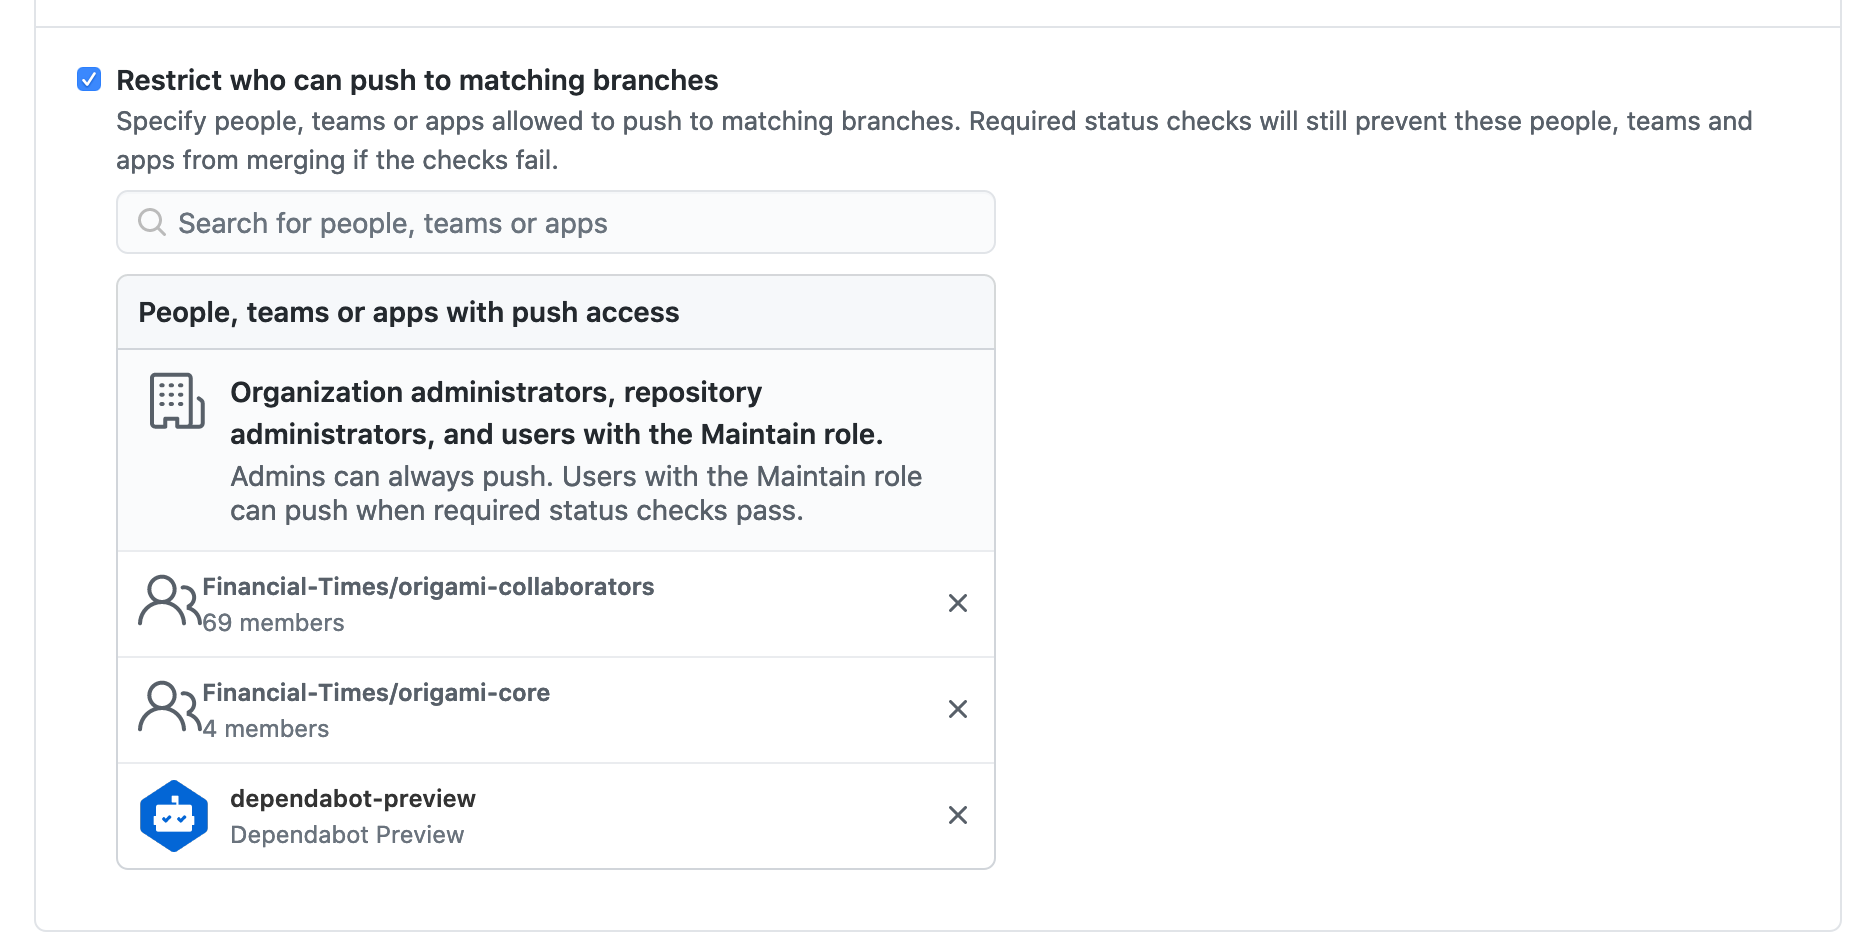 Restrict who can push to matching branches
Specify people, teams or apps allowed to push to matching branches. Required status checks will still prevent these people, teams and
apps from merging if the checks fail.
Search for people, teams or apps
People, teams or apps with push access
Organization administrators, repository
administrators, and users with the Maintain role.
Admins can always push. Users with the Maintain role
can push when required status checks pass.
Financial-Times/origami-collaborators
69 members
Financial-Times/origami-core
4 members
dependabot-preview
Dependabot Preview